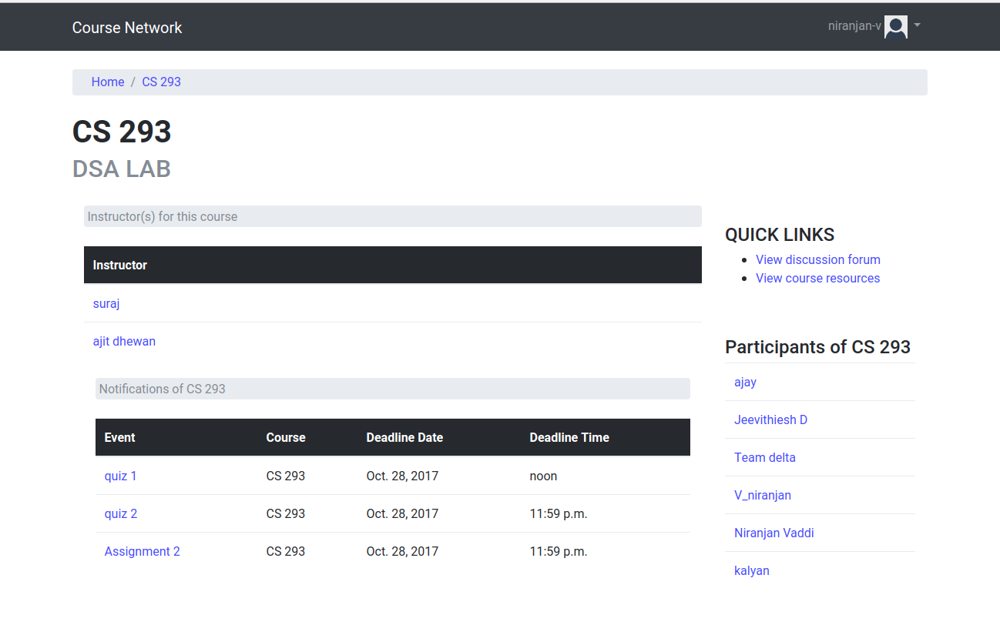 Course Network
niranjan-v
Home / CS 293
CS 293
DSA LAB
Instructor(s) for this course
Instructor
suraj
ajit dhewan
Notifications of CS 293
Event Course Deadline Date Deadline Time
quiz 1 CS 293 Oct. 28, 2017 noon
quiz 2 CS 293 Oct. 28, 2017 11:59 p.m.
Assignment 2 CS 293 Oct. 28, 2017 11:59 p.m.
QUICK LINKS
View discussion forum
View course resources
Participants of CS 293
ajay
Jeevithiesh D
Team delta
V_niranjan
Niranjan Vaddi
kalyan